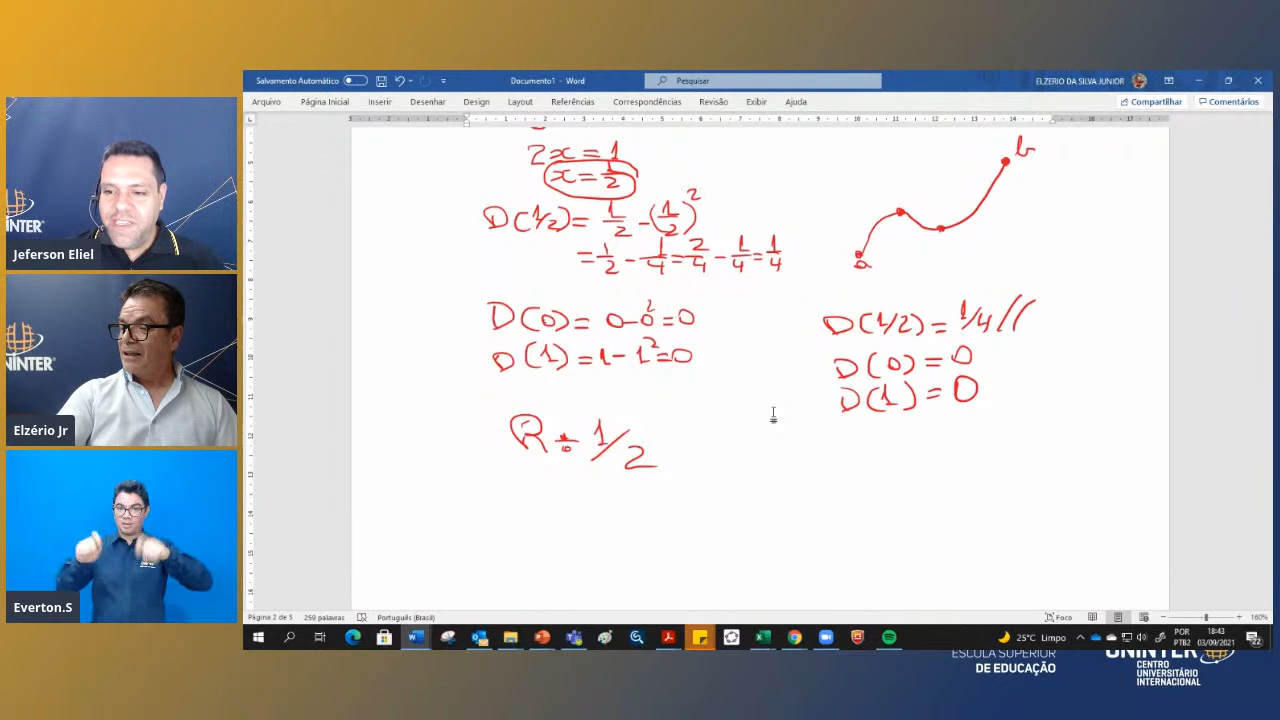 Salvamento Automático
Documento1 - Word
Pesquisar
ELZERIO DA SILVA JUNIOR
Arquivo Página Inicial Inserir Desenhar Design Layout Referências Correspondências Revisão Exibir Ajuda
Compartilhar Comentários
2x = 1
x = 1/2
D(1/2) = 1/2 - (1/2)²
= 1/2 - 1/4 = 2/4 - 1/4 = 1/4
D(0) = 0 - 0² = 0
D(1) = 1 - 1² = 0
R: 1/2
b
a
D(1/2) = 1/4 //
D(0) = 0
D(1) = 0
UNINTER
Jeferson Eliel
UNINTER
Elzério Jr
Everton.S
Página 2 de 5 259 palavras Português (Brasil)
Foco 160%
25°C Limpo
POR
PTB2
18:43
03/09/2021
22
ESCOLA SUPERIOR
DE EDUCAÇÃO
UNINTER
CENTRO
UNIVERSITÁRIO
INTERNACIONAL